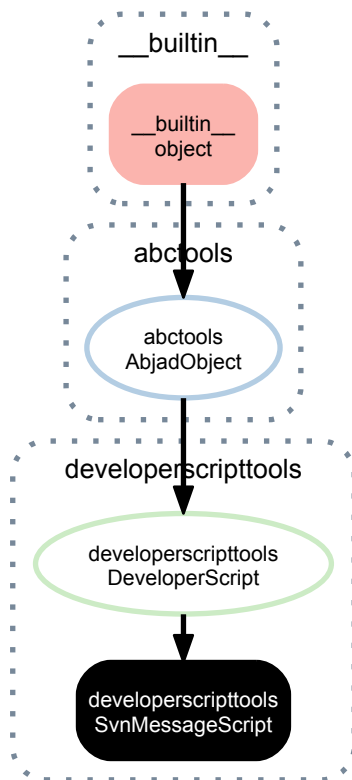 __builtin__
__builtin__
object
abctools
abctools
AbjadObject
developerscripttools
developerscripttools
DeveloperScript
developerscripttools
SvnMessageScript